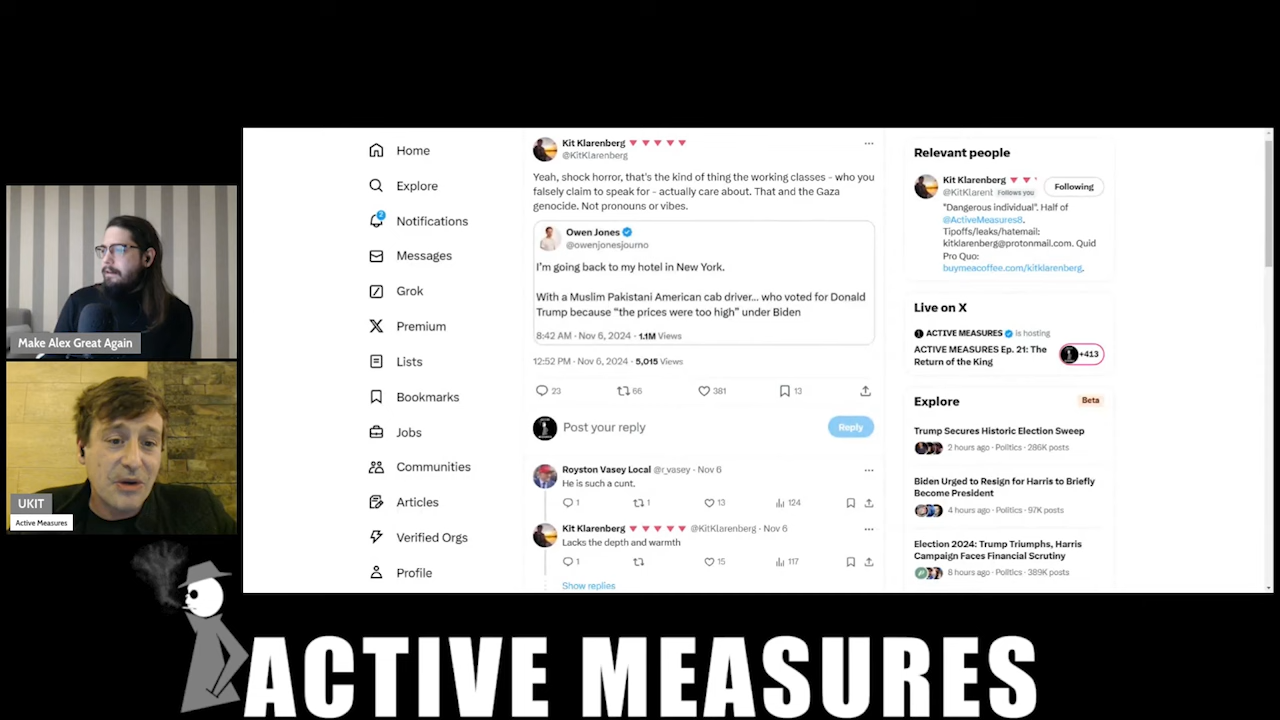 Make Alex Great Again
UKIT
Active Measures
Home
Explore
2
Notifications
Messages
Grok
Premium
Lists
Bookmarks
Jobs
Communities
Articles
Verified Orgs
Profile
Kit Klarenberg
@KitKlarenberg
Yeah, shock horror, that's the kind of thing the working classes - who you
falsely claim to speak for - actually care about. That and the Gaza
genocide. Not pronouns or vibes.
Owen Jones
@owenjonesjourno
I'm going back to my hotel in New York.
With a Muslim Pakistani American cab driver... who voted for Donald
Trump because "the prices were too high" under Biden
8:42 AM · Nov 6, 2024 · 1.1M Views
12:52 PM · Nov 6, 2024 · 5,015 Views
23 66 381 13
Post your reply
Reply
Royston Vasey Local @r_vasey · Nov 6
He is such a cunt.
1 1 13 124
Kit Klarenberg @KitKlarenberg · Nov 6
Lacks the depth and warmth
1 15 117
Show replies
Relevant people
Kit Klarenberg
@KitKlarent Follows you
Following
"Dangerous individual". Half of
@ActiveMeasures8.
Tipoffs/leaks/hatemail:
kitklarenberg@protonmail.com. Quid
Pro Quo:
buymeacoffee.com/kitklarenberg.
Live on X
ACTIVE MEASURES is hosting
ACTIVE MEASURES Ep. 21: The
Return of the King
+413
Explore
Beta
Trump Secures Historic Election Sweep
2 hours ago · Politics · 286K posts
Biden Urged to Resign for Harris to Briefly
Become President
4 hours ago · Politics · 97K posts
Election 2024: Trump Triumphs, Harris
Campaign Faces Financial Scrutiny
8 hours ago · Politics · 389K posts
ACTIVE MEASURES